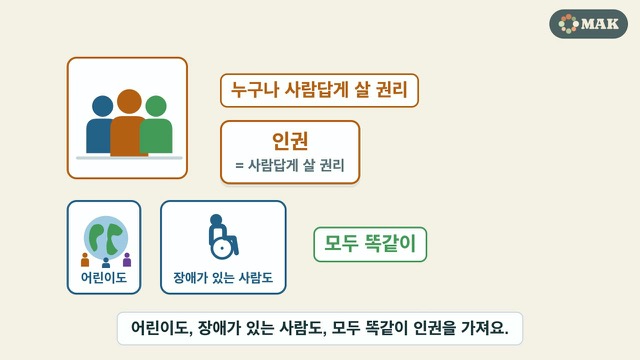 MAK
누구나 사람답게 살 권리
인권
= 사람답게 살 권리
어린이도
장애가 있는 사람도
모두 똑같이
어린이도, 장애가 있는 사람도, 모두 똑같이 인권을 가져요.